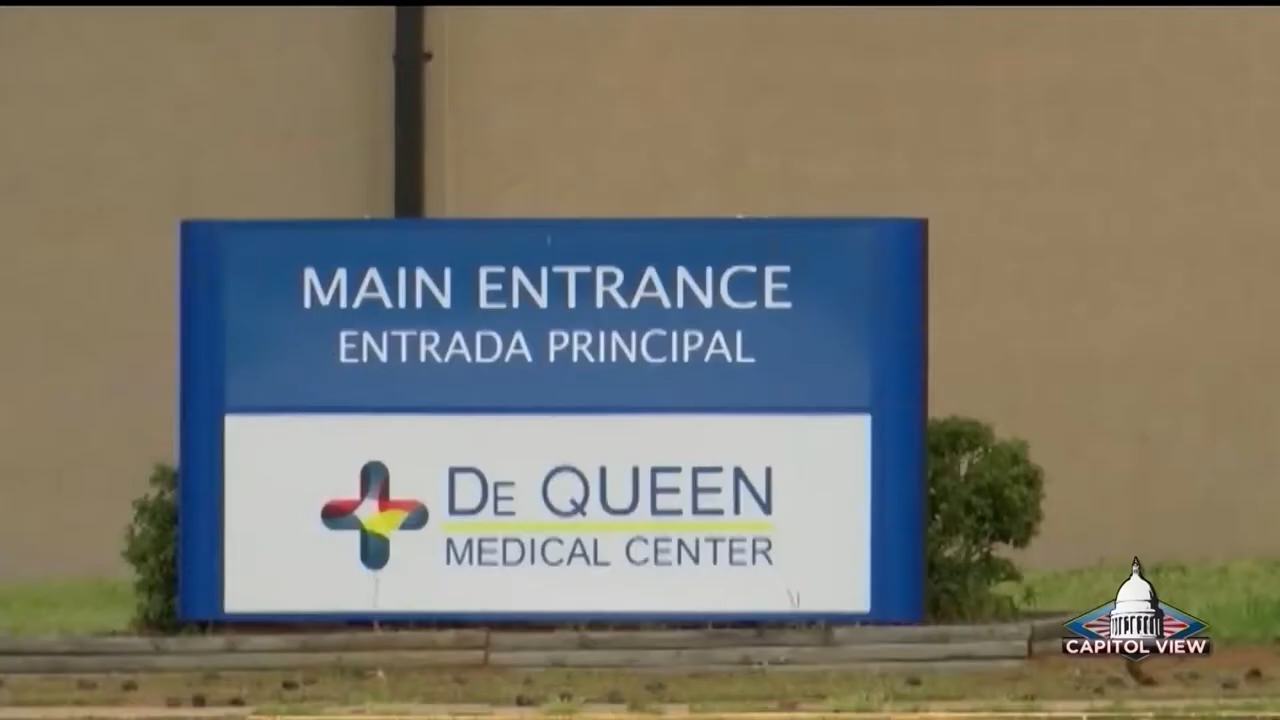 MAIN ENTRANCE
ENTRADA PRINCIPAL
DE QUEEN
MEDICAL CENTER
CAPITOL VIEW